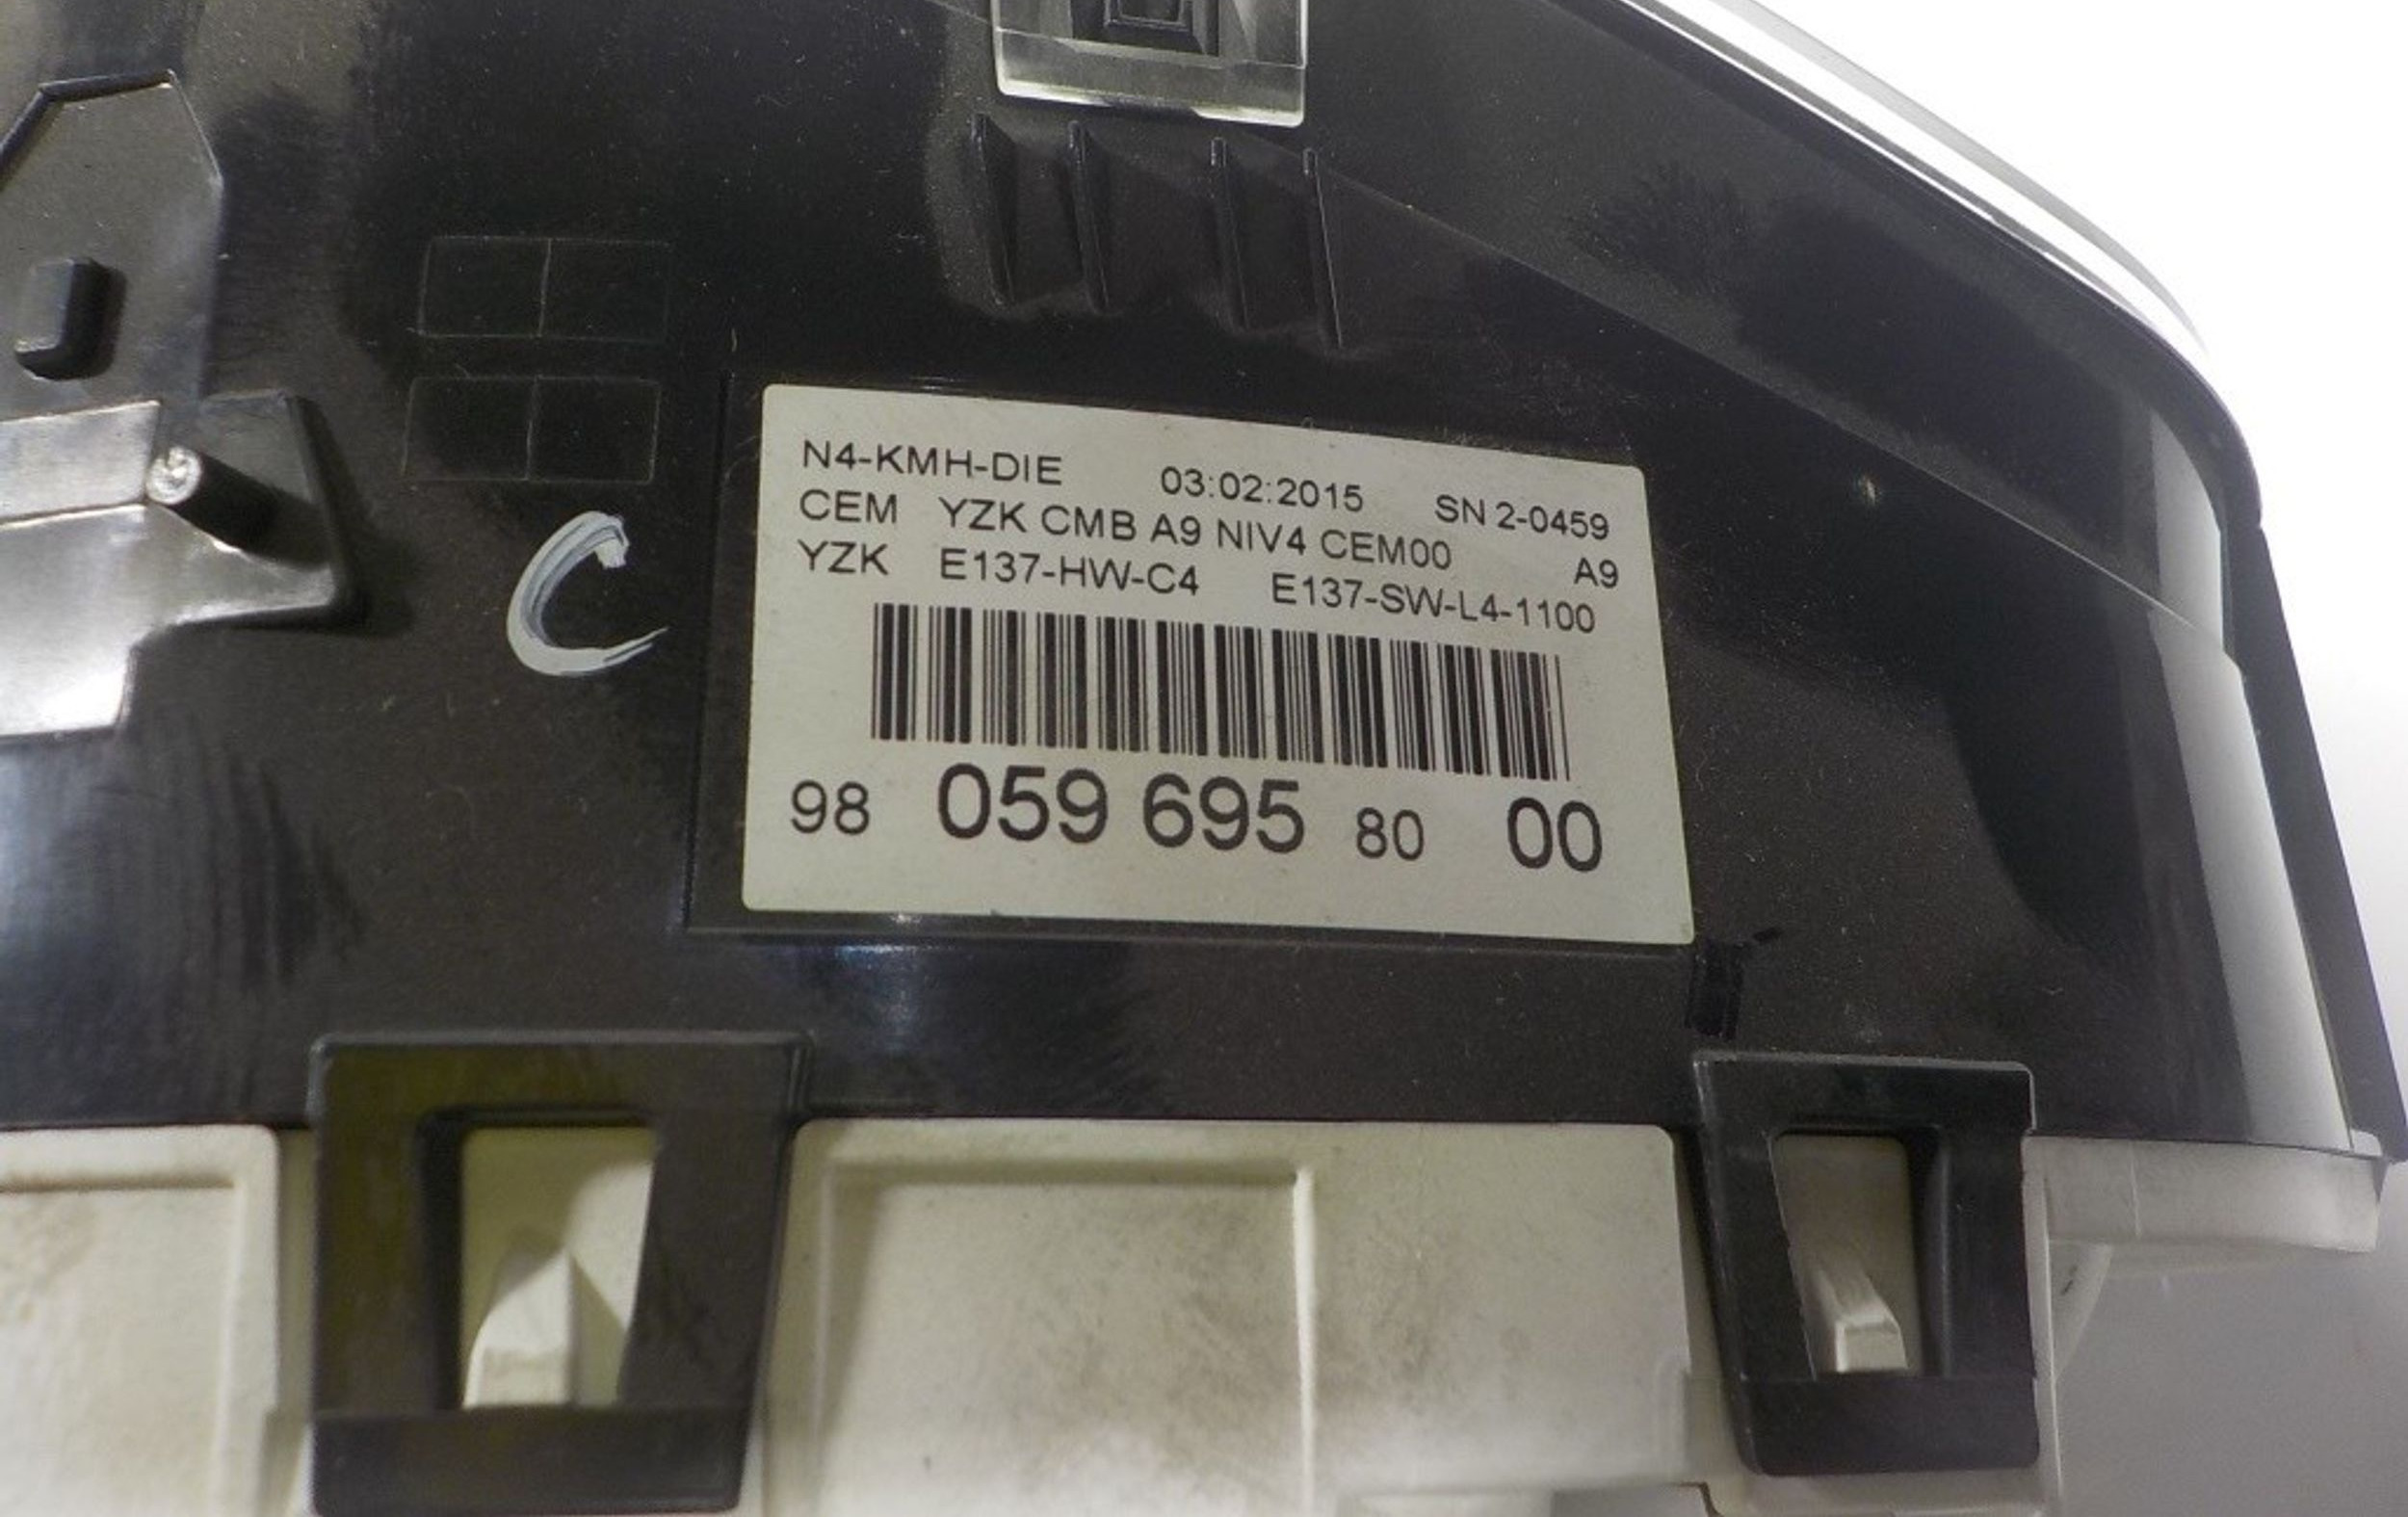 N4-KMH-DIE 03:02:2015 SN 2-0459
CEM YZK CMB A9 NIV4 CEM00 A9
YZK E137-HW-C4 E137-SW-L4-1100
98 059 695 80 00
C